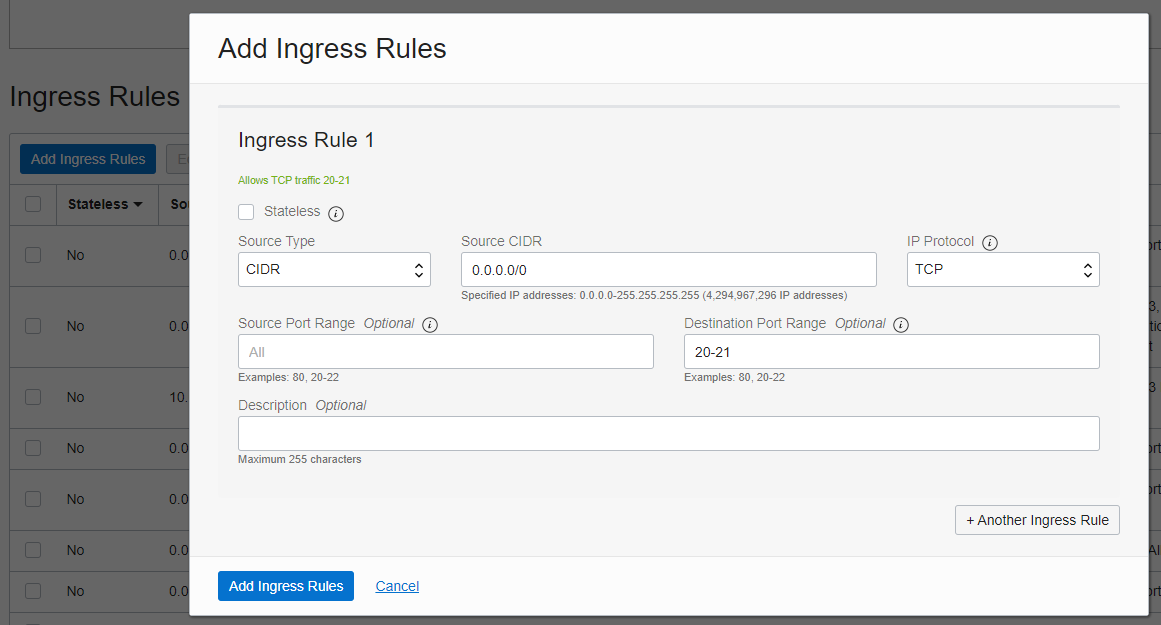 Add Ingress Rules
Ingress Rules
Ingress Rule 1
Add Ingress Rules
Allows TCP traffic 20-21
Stateless
Stateless
Source Type
Source CIDR
IP Protocol
CIDR
0.0.0.0/0
TCP
Specified IP addresses: 0.0.0.0-255.255.255.255 (4,294,967,296 IP addresses)
No
Source Port Range Optional
Destination Port Range Optional
No
All
20-21
Examples: 80, 20-22
Examples: 80, 20-22
No
Description Optional
No
Maximum 255 characters
No
+ Another Ingress Rule
No
Add Ingress Rules
Cancel
No